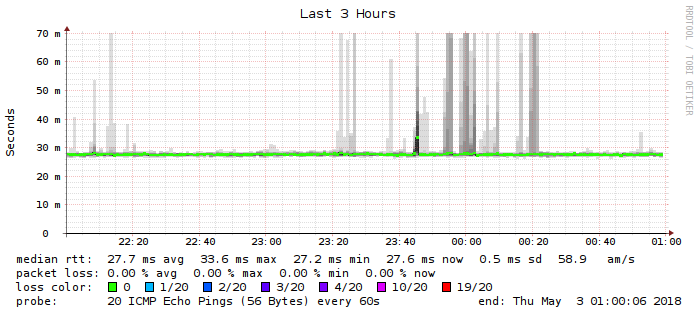 Last 3 Hours
RRDTOOL / TOBI OETIKER
Seconds
70 m
60 m
50 m
40 m
30 m
20 m
10 m
0
22:20 22:40 23:00 23:20 23:40 00:00 00:20 00:40 01:00
median rtt: 27.7 ms avg 33.6 ms max 27.2 ms min 27.6 ms now 0.5 ms sd 58.9 am/s
packet loss: 0.00 % avg 0.00 % max 0.00 % min 0.00 % now
loss color: 0 1/20 2/20 3/20 4/20 10/20 19/20
probe: 20 ICMP Echo Pings (56 Bytes) every 60s end: Thu May 3 01:00:06 2018